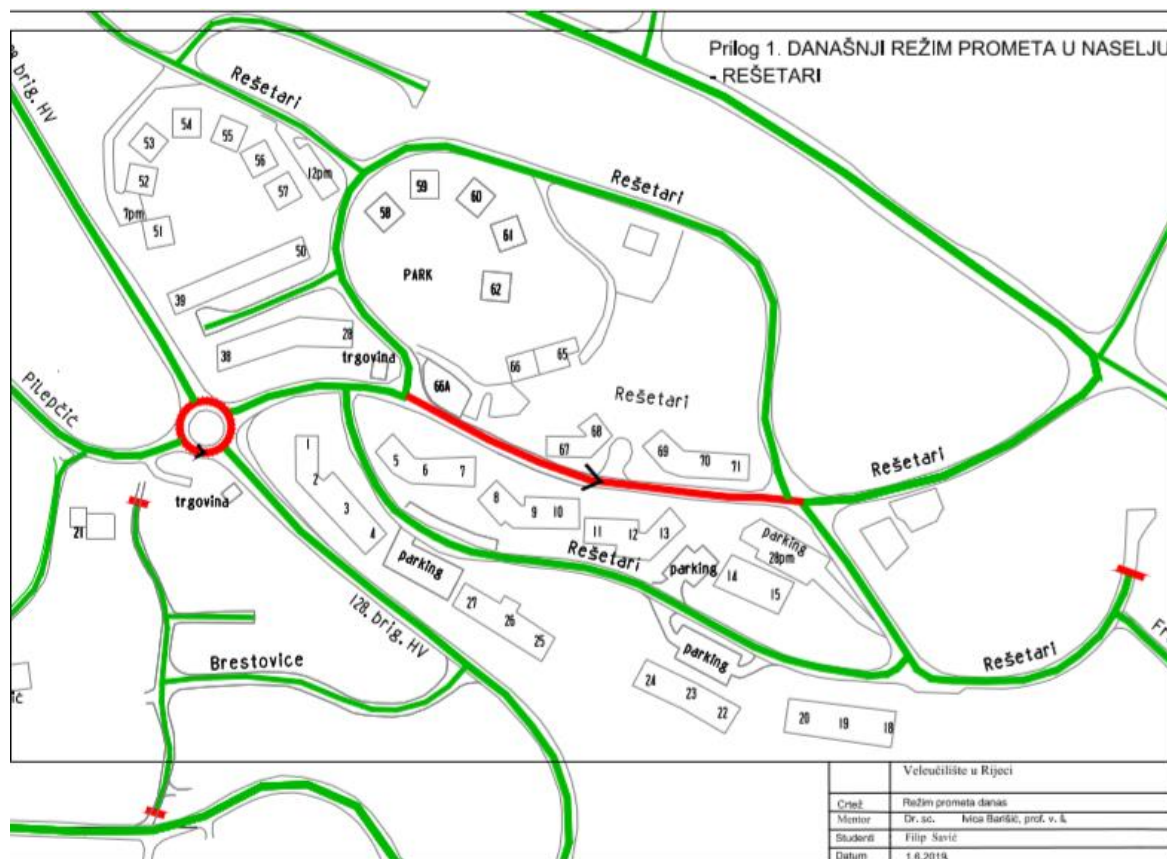 Prilog 1. DANAŠNJI REŽIM PROMETA U NASELJU
- REŠETARI
brig. HV
Rešetari
54
53
55
56
52
57
12pm
7pm
51
50
39
59
58
60
61
62
PARK
Rešetari
38
28
trgovina
66A
66
65
Rešetari
Pilepčić
1
2
3
4
5
6
7
8
9
10
67
68
69
70
71
11
12
13
Rešetari
trgovina
21
parking
Rešetari
parking
14
15
parking
28pm
27
26
25
128. brig. HV
Brestovice
parking
24
23
22
20
19
18
Rešetari
Veleučilište u Rijeci
Crtež
Režim prometa danas
Mentor
Dr. sc. Ivica Barišić, prof. v. š.
Studenti
Filip Savić
Datum
1.6.2019.